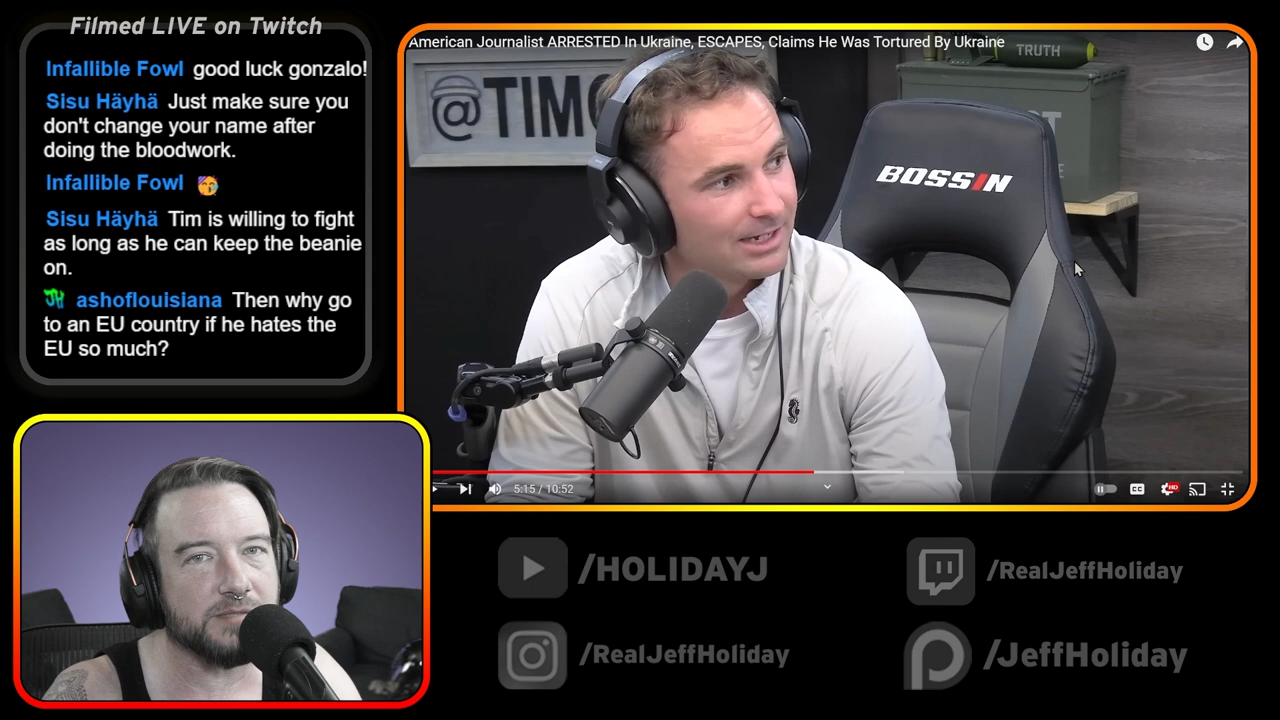 Filmed LIVE on Twitch
Infallible Fowl good luck gonzalo!
Sisu Häyhä Just make sure you
don't change your name after
doing the bloodwork.
Infallible Fowl
Sisu Häyhä Tim is willing to fight
as long as he can keep the beanie
on.
JH ashoflouisiana Then why go
to an EU country if he hates the
EU so much?
American Journalist ARRESTED In Ukraine, ESCAPES, Claims He Was Tortured By Ukraine
TRUTH
@TIMC
BOSSIN
5:15 / 10:52
CC
HD
/HOLIDAYJ
/RealJeffHoliday
/RealJeffHoliday
/JeffHoliday